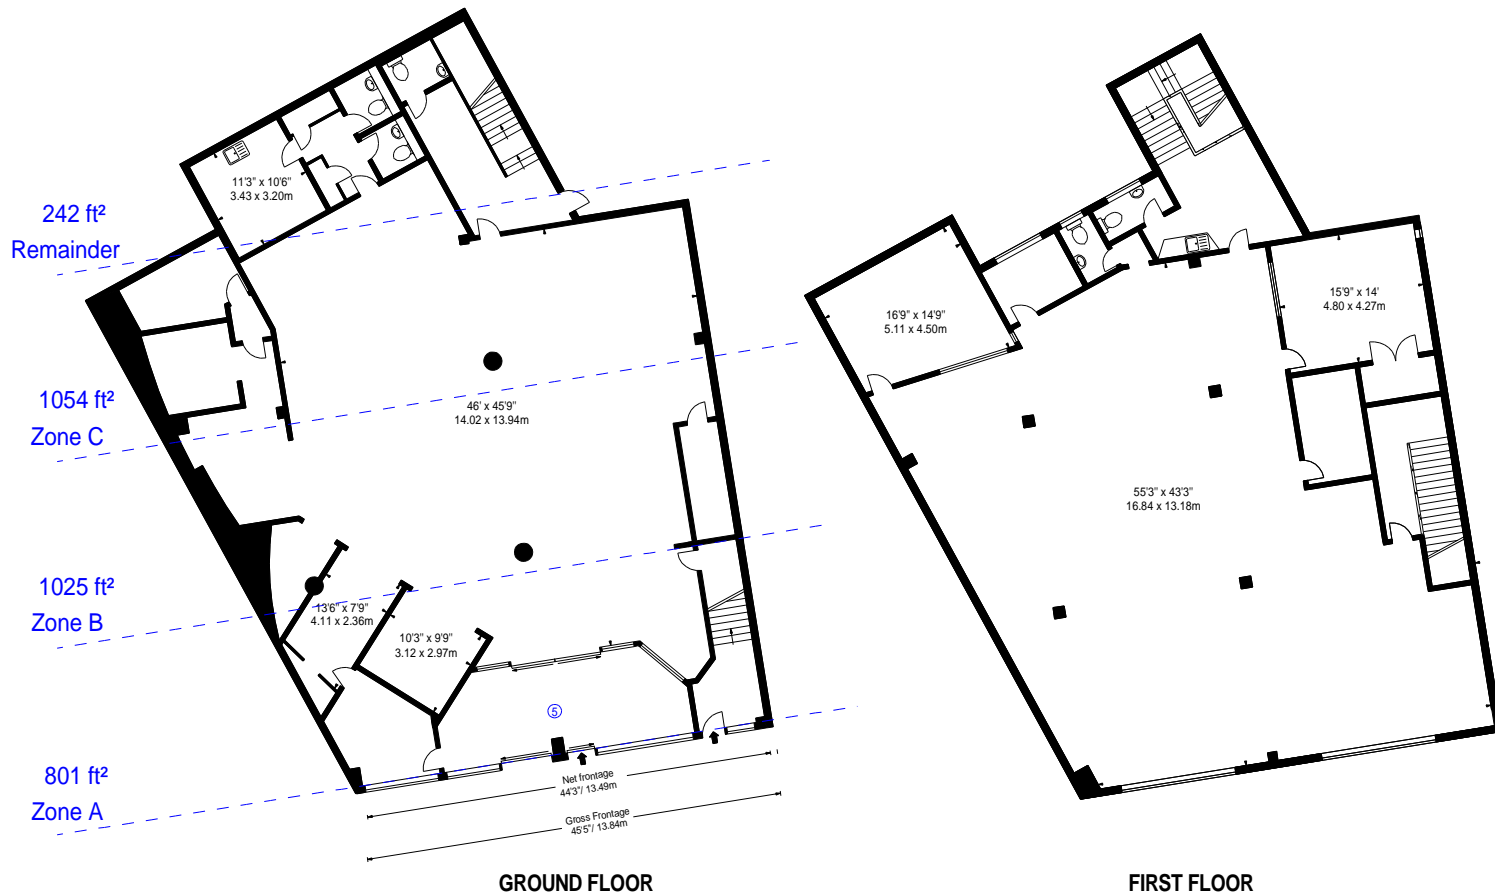 242 ft²
Remainder
1054 ft²
Zone C
1025 ft²
Zone B
801 ft²
Zone A
11'3" x 10'6"
3.43 x 3.20m
46' x 45'9"
14.02 x 13.94m
13'6" x 7'9"
4.11 x 2.36m
10'3" x 9'9"
3.12 x 2.97m
5
Net frontage
44'3"/ 13.49m
Gross Frontage
45'5"/ 13.84m
GROUND FLOOR
16'9" x 14'9"
5.11 x 4.50m
15'9" x 14'
4.80 x 4.27m
55'3" x 43'3"
16.84 x 13.18m
FIRST FLOOR